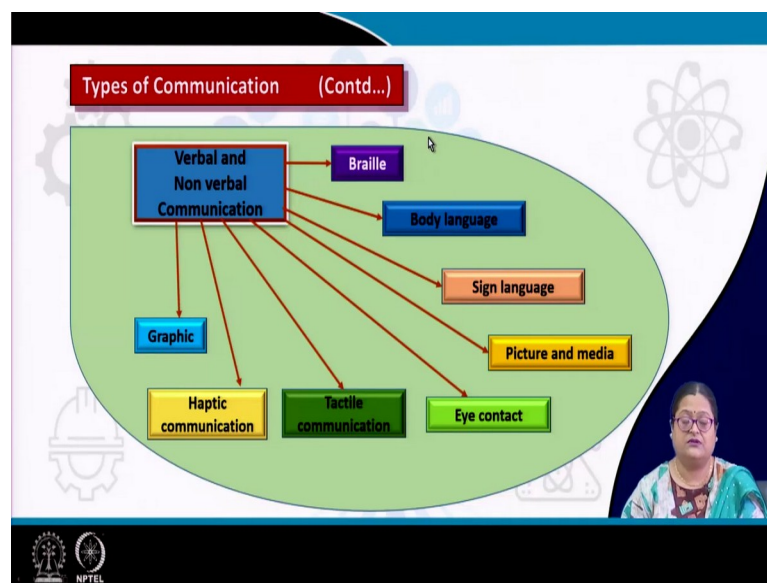 Types of Communication (Contd...)
Verbal and
Non verbal
Communication
Braille
Body language
Sign language
Picture and media
Graphic
Haptic
communication
Tactile
communication
Eye contact
NPTEL